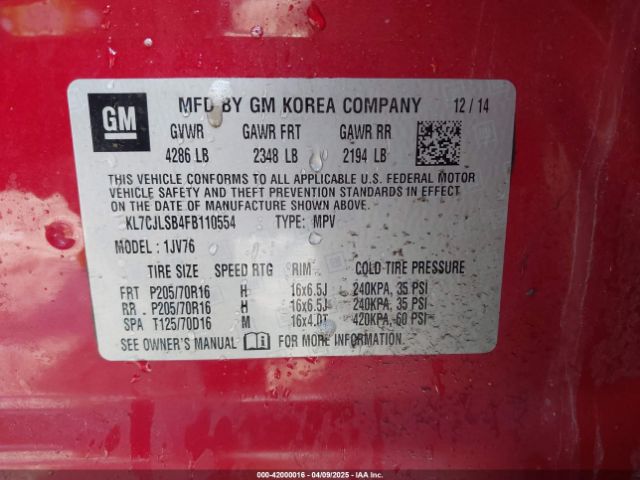 GM
MFD BY GM KOREA COMPANY 12 / 14
GVWR GAWR FRT GAWR RR
4286 LB 2348 LB 2194 LB
THIS VEHICLE CONFORMS TO ALL APPLICABLE U.S. FEDERAL MOTOR
VEHICLE SAFETY AND THEFT PREVENTION STANDARDS IN EFFECT
ON THE DATE OF MANUFACTURE SHOWN ABOVE.
KL7CJLSB4FB110554 TYPE: MPV
MODEL : 1JV76
TIRE SIZE SPEED RTG RIM COLD TIRE PRESSURE
FRT P205/70R16 H 16x6.5J 240KPA, 35 PSI
RR - P205/70R16 H 16x6.5J 240KPA, 35 PSI
SPA T125/70D16 M 16x4.0T 420KPA, 60 PSI
SEE OWNER'S MANUAL FOR MORE INFORMATION.
000-42000016 04/09/2025 IAAI.com